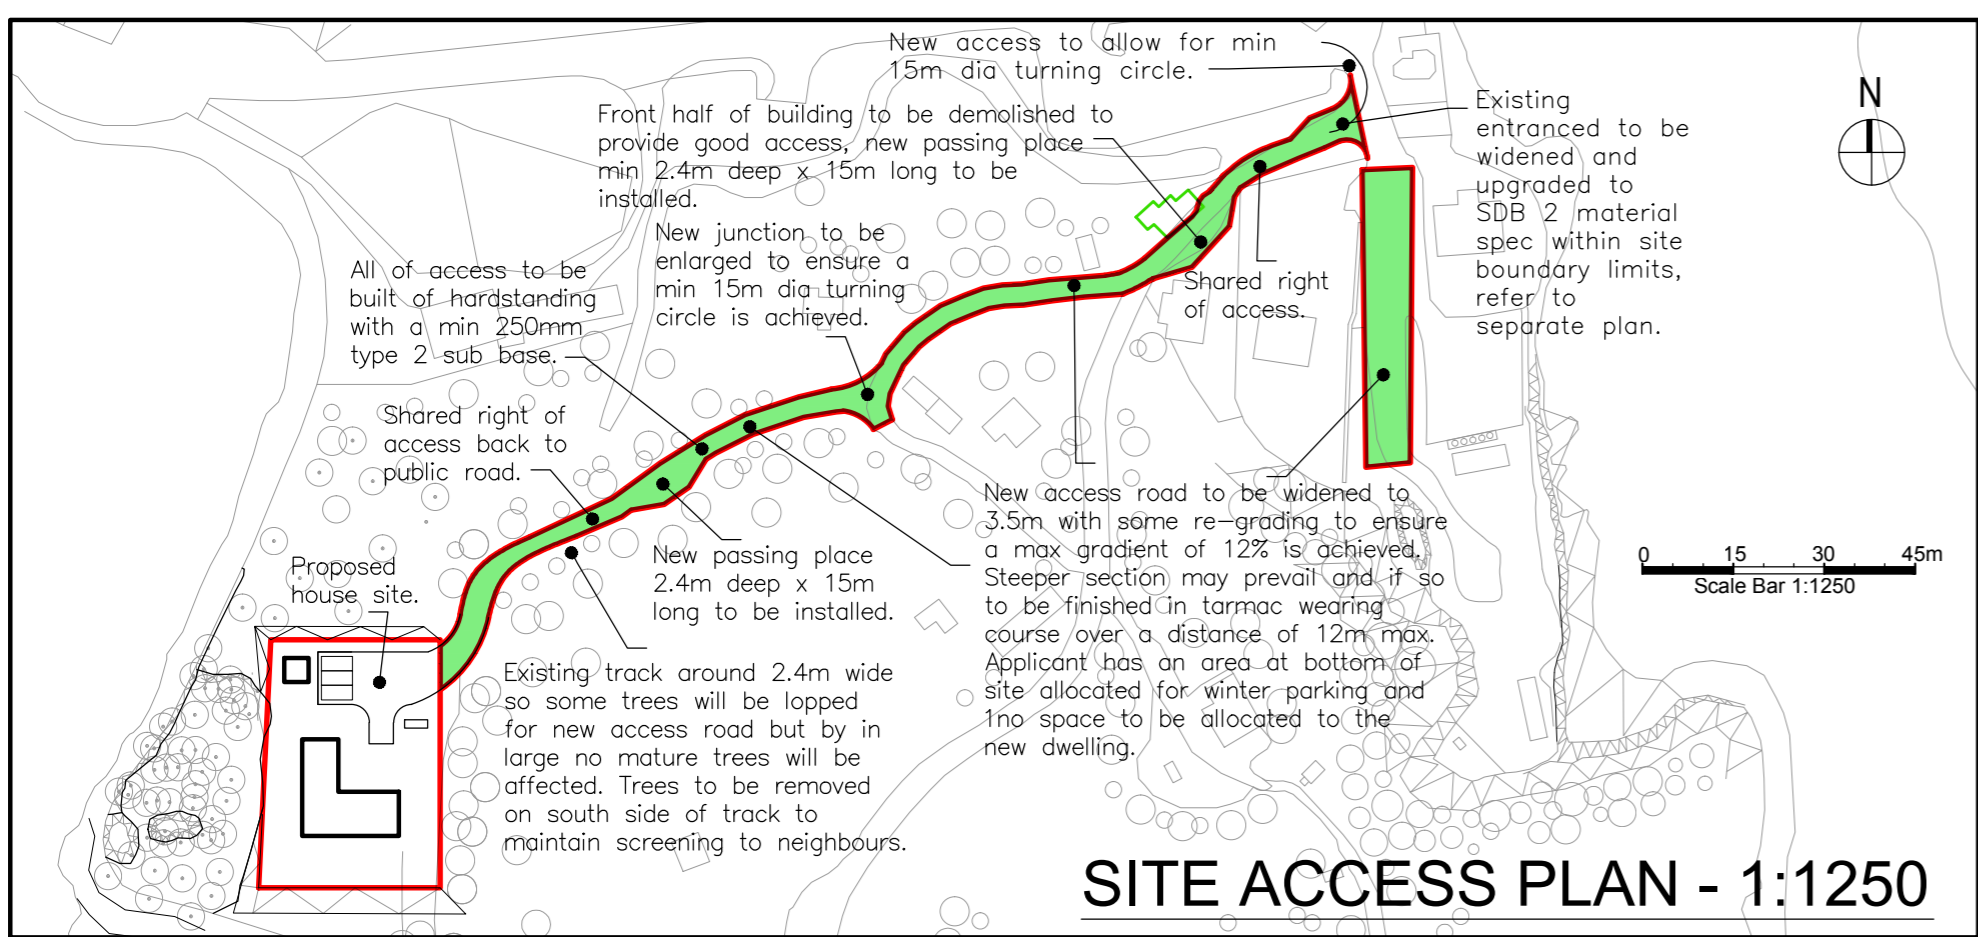 New access to allow for min
15m dia turning circle.
Front half of building to be demolished to
provide good access, new passing place
min 2.4m deep x 15m long to be
installed.
Existing
entranced to be
widened and
upgraded to
SDB 2 material
spec within site
boundary limits,
refer to
separate plan.
N
New junction to be
enlarged to ensure a
min 15m dia turning
circle is achieved.
All of access to be
built of hardstanding
with a min 250mm
type 2 sub base.
Shared right
of access.
Shared right of
access back to
public road.
New access road to be widened to
3.5m with some re-grading to ensure
a max gradient of 12% is achieved.
Steeper section may prevail and if so
to be finished in tarmac wearing
course over a distance of 12m max.
Applicant has an area at bottom of
site allocated for winter parking and
1no space to be allocated to the
new dwelling.
New passing place
2.4m deep x 15m
long to be installed.
Proposed
house site.
0 15 30 45m
Scale Bar 1:1250
Existing track around 2.4m wide
so some trees will be lopped
for new access road but by in
large no mature trees will be
affected. Trees to be removed
on south side of track to
maintain screening to neighbours.
SITE ACCESS PLAN - 1:1250